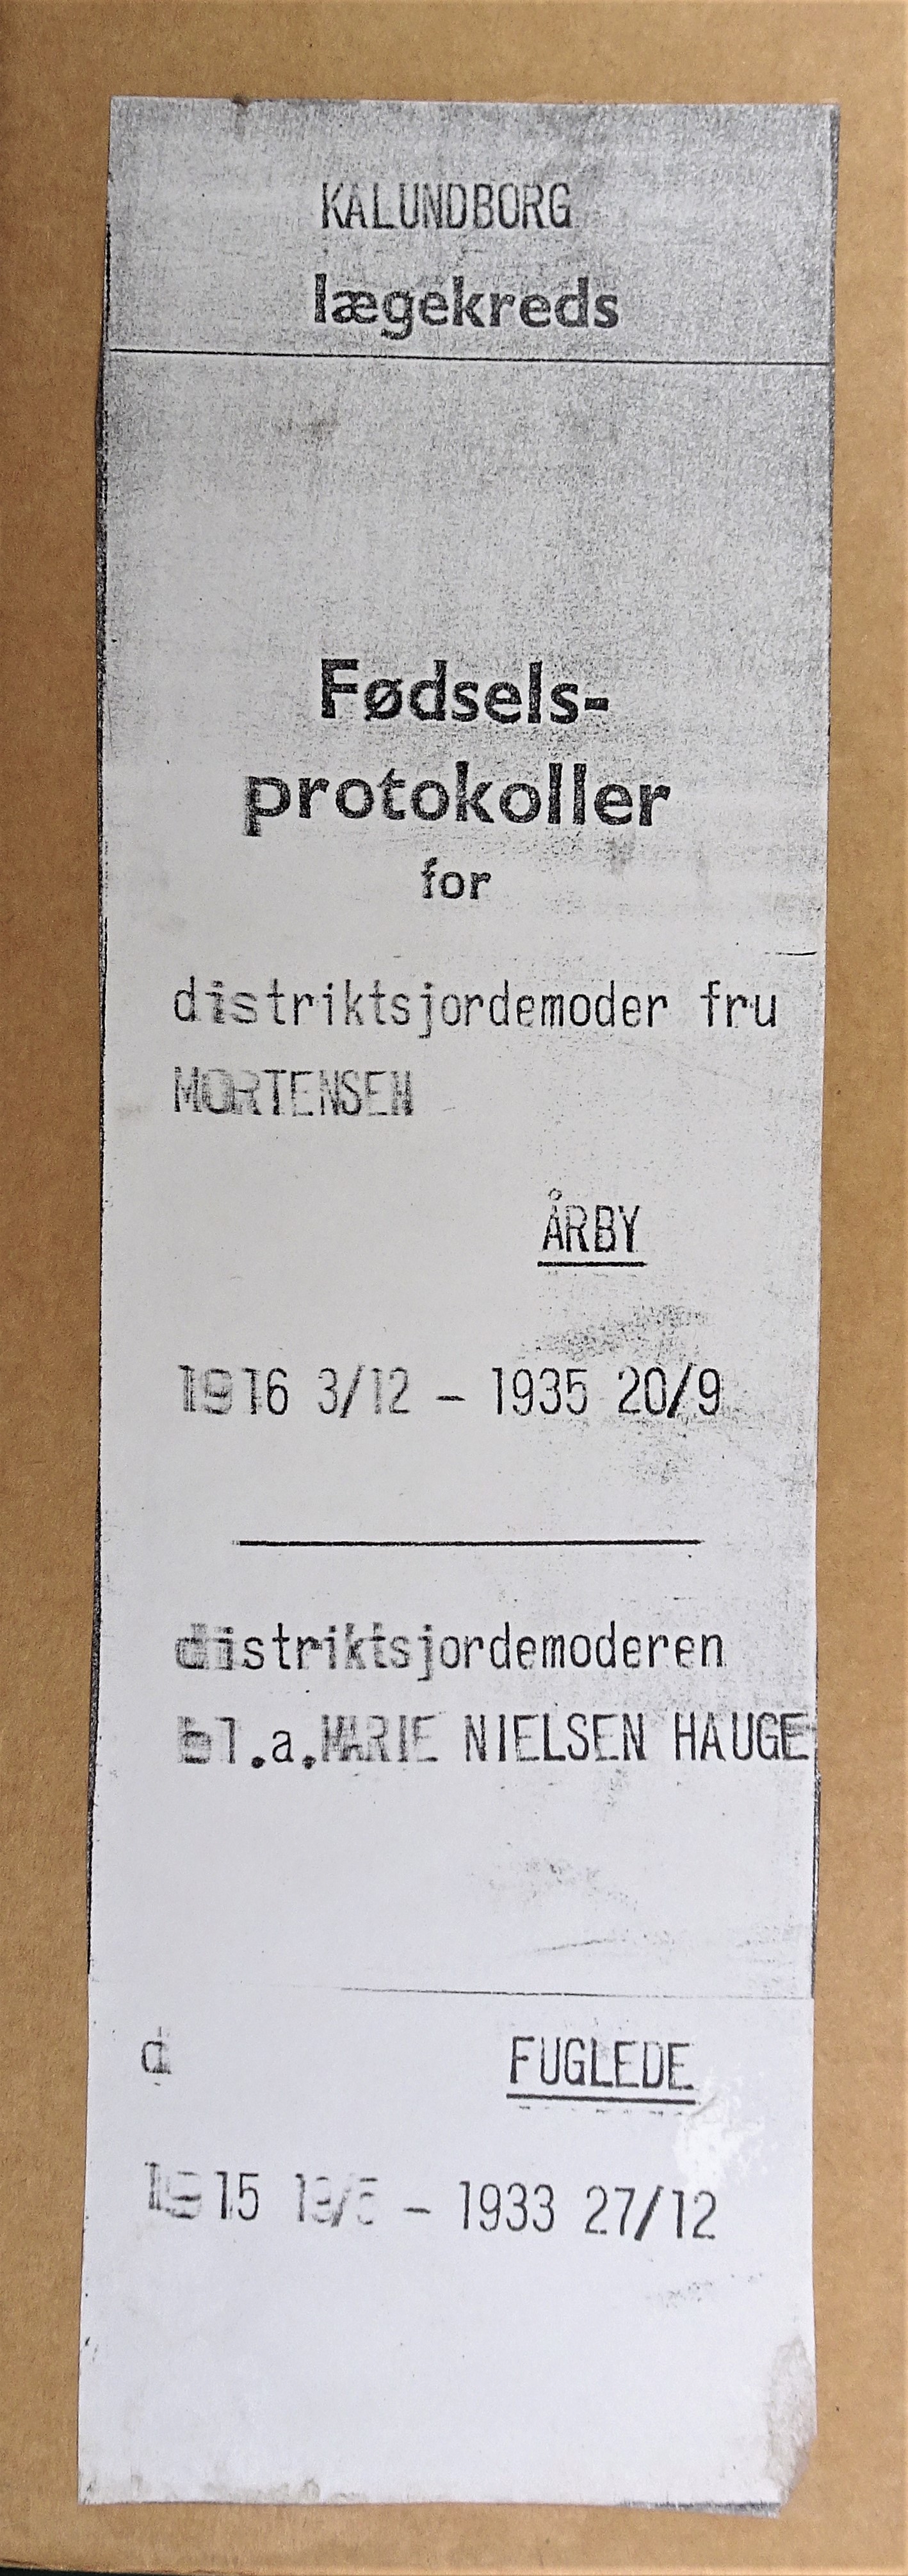 KALUNDBORG
lægekreds
Fødsels-
protokoller
for
distriktsjordemoder fru
MORTENSEN
ÅRBY
1916 3/12 - 1935 20/9
distriktsjordemoderen
bl.a.MARIE NIELSEN HAUGE
d FUGLEDE
1915 - 1933 27/12